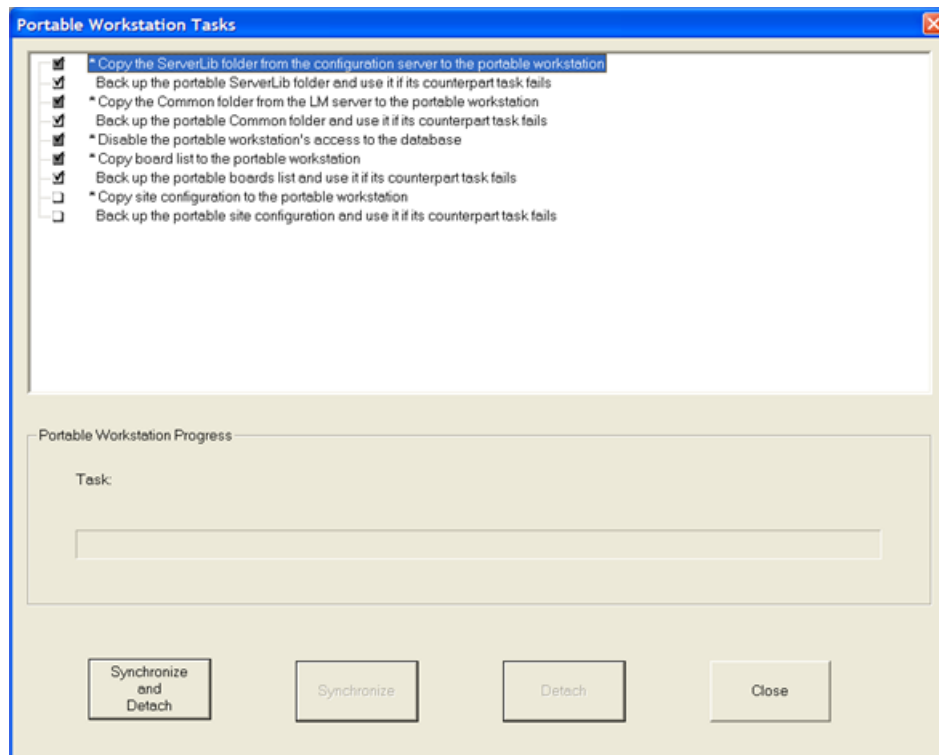 Portable Workstation Tasks
* Copy the ServerLib folder from the configuration server to the portable workstation
Back up the portable ServerLib folder and use it if its counterpart task fails
* Copy the Common folder from the LM server to the portable workstation
Back up the portable Common folder and use it if its counterpart task fails
* Disable the portable workstation's access to the database
* Copy board list to the portable workstation
Back up the portable boards list and use it if its counterpart task fails
* Copy site configuration to the portable workstation
Back up the portable site configuration and use it if its counterpart task fails
Portable Workstation Progress
Task:
Synchronize
and
Detach
Synchronize
Detach
Close